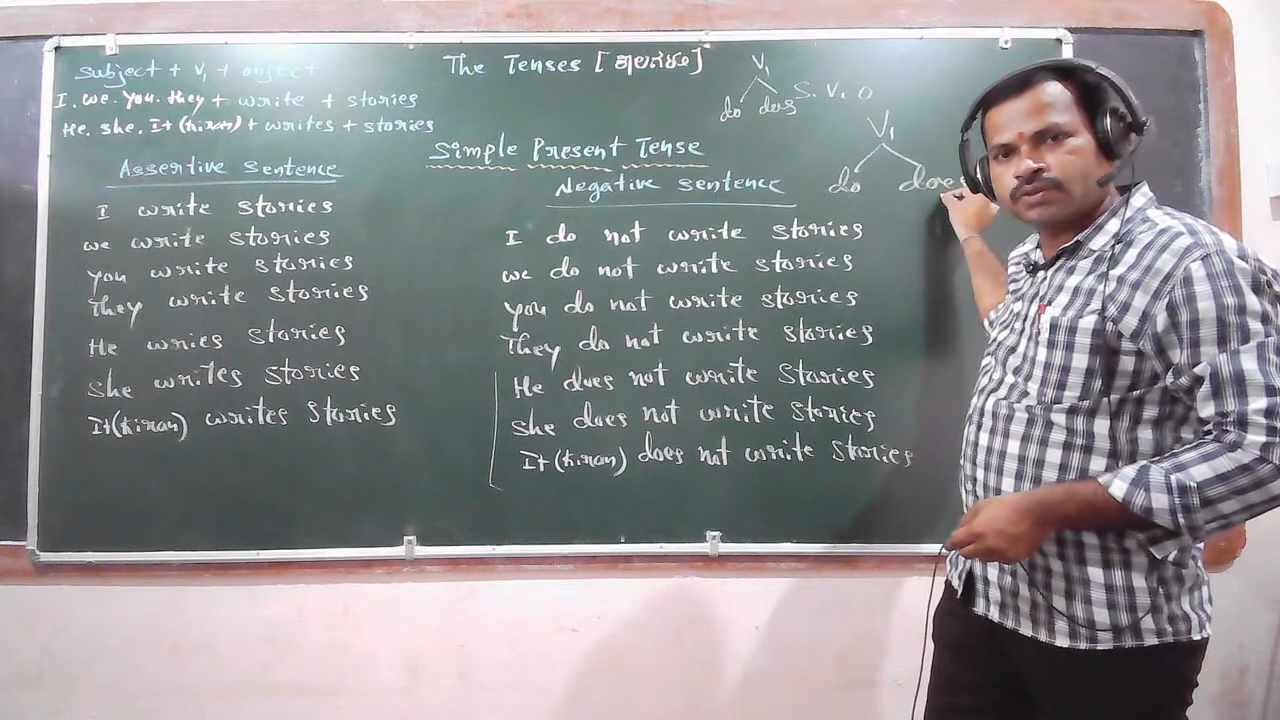 The Tenses [ಕಾಲಗಳು]
Subject + V1 + object
I. we. you. they + write + stories
He. she. It (kiran) + writes + stories
V1
do does
S. V. O
V1
do does
Simple Present Tense
Assertive sentence
I write stories
we write stories
you write stories
They write stories
He wries stories
she writes stories
It (kiran) writes stories
Negative sentence
I do not write stories
we do not write stories
you do not write stories
They do not write stories
He does not write stories
she does not write stories
It (kiran) does not write stories